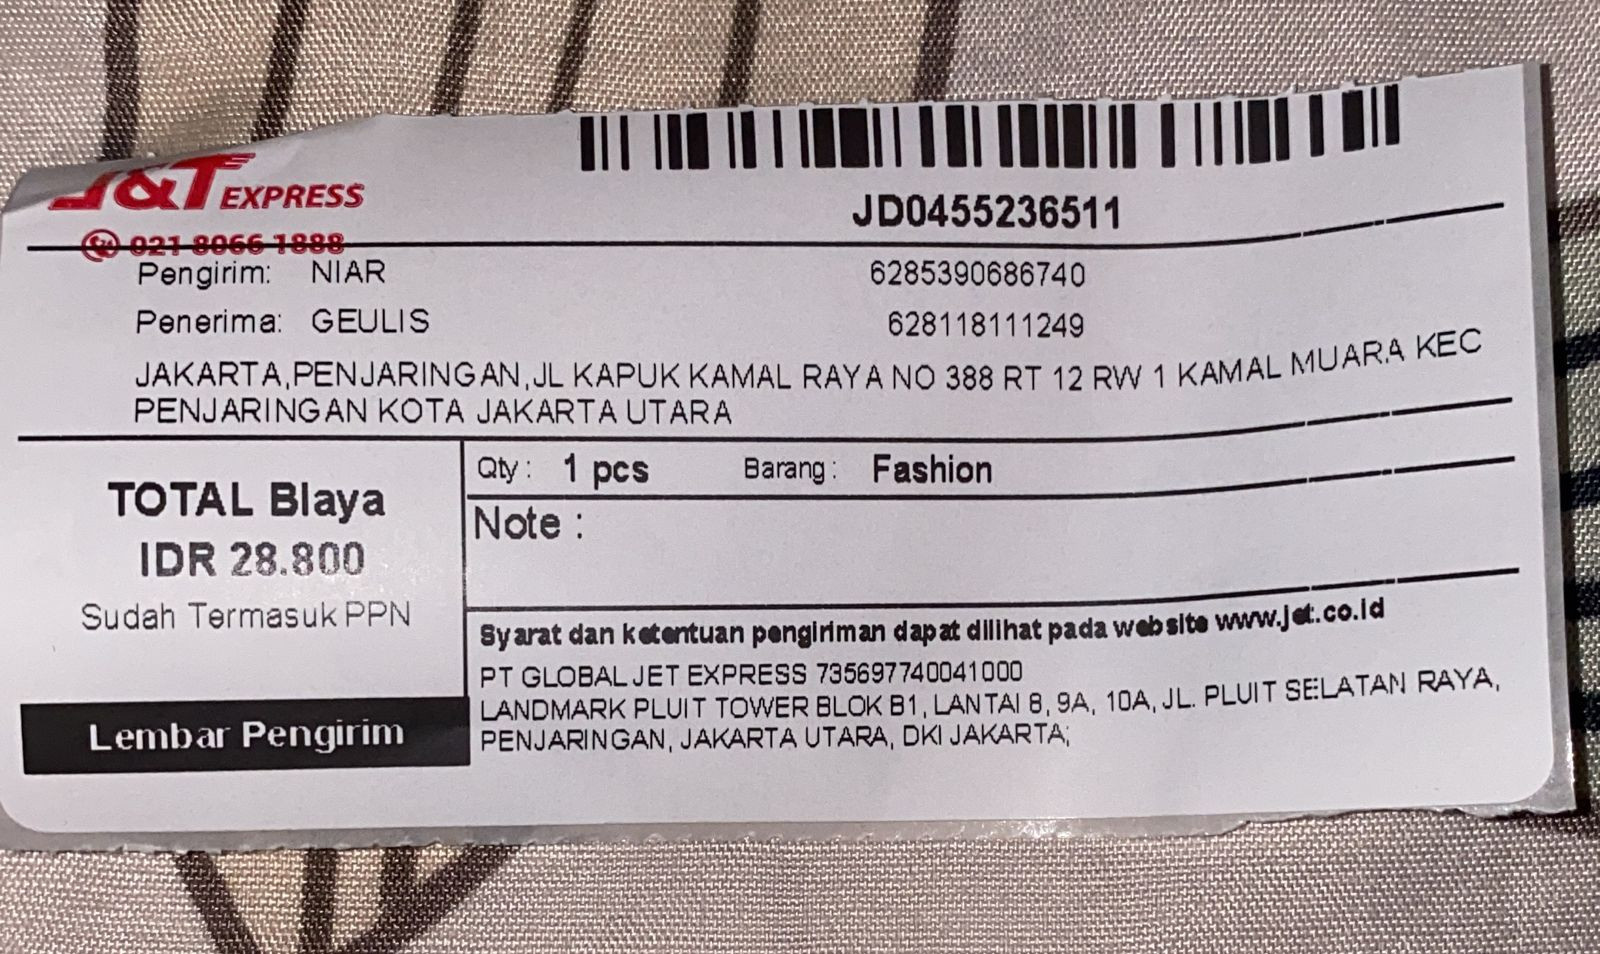 J&T EXPRESS
021 8066 1888
JD0455236511
Pengirim: NIAR 6285390686740
Penerima: GEULIS 628118111249
JAKARTA,PENJARINGAN,JL KAPUK KAMAL RAYA NO 388 RT 12 RW 1 KAMAL MUARA KEC
PENJARINGAN KOTA JAKARTA UTARA
TOTAL BIaya
IDR 28.800
Sudah Termasuk PPN
Lembar Pengirim
Qty : 1 pcs Barang : Fashion
Note :
Syarat dan ketentuan pengiriman dapat dilihat pada website www.jet.co.id
PT GLOBAL JET EXPRESS 735697740041000
LANDMARK PLUIT TOWER BLOK B1, LANTAI 8, 9A, 10A, JL. PLUIT SELATAN RAYA,
PENJARINGAN, JAKARTA UTARA, DKI JAKARTA;